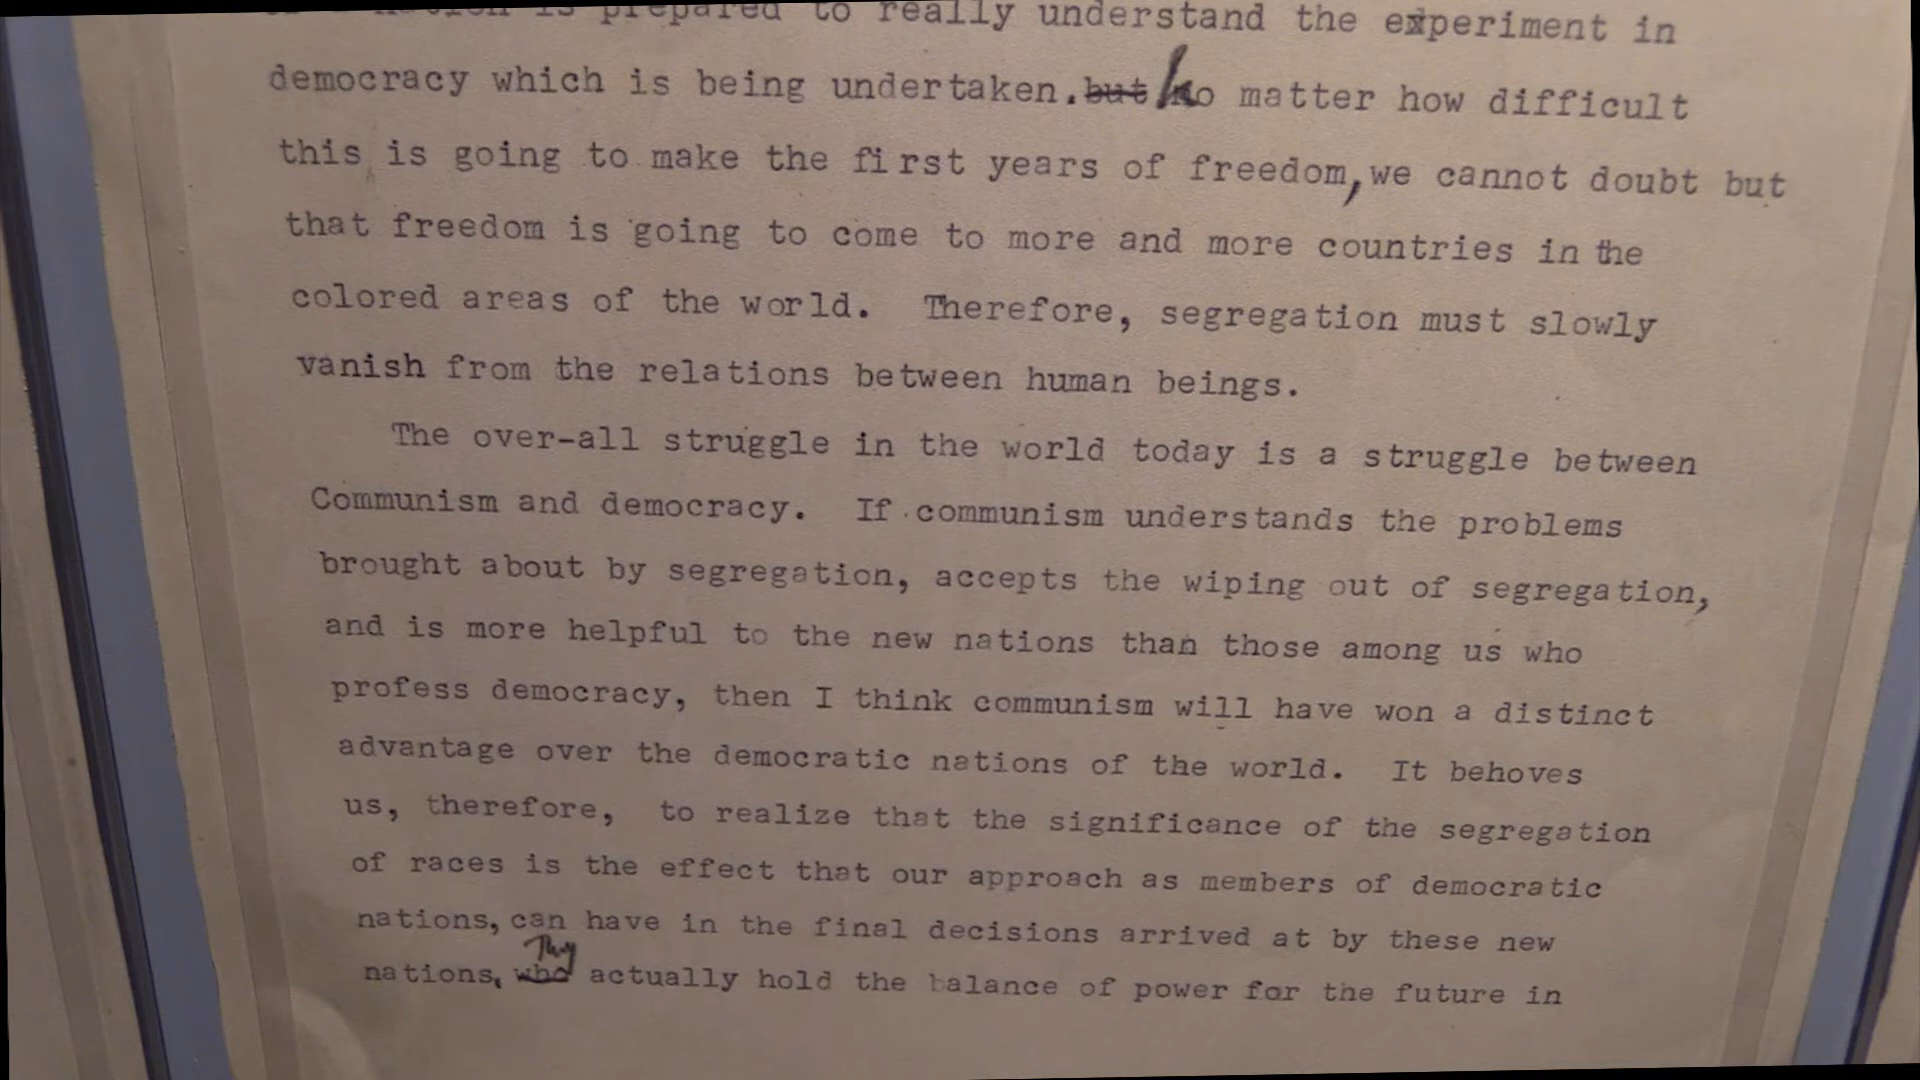 nation is prepared to really understand the experiment in
democracy which is being undertaken. but No matter how difficult
this is going to make the first years of freedom, we cannot doubt but
that freedom is going to come to more and more countries in the
colored areas of the world. Therefore, segregation must slowly
vanish from the relations between human beings.
The over-all struggle in the world today is a struggle between
Communism and democracy. If communism understands the problems
brought about by segregation, accepts the wiping out of segregation,
and is more helpful to the new nations than those among us who
profess democracy, then I think communism will have won a distinct
advantage over the democratic nations of the world. It behoves
us, therefore, to realize that the significance of the segregation
of races is the effect that our approach as members of democratic
nations, can have in the final decisions arrived at by these new
They
nations, who actually hold the balance of power for the future in